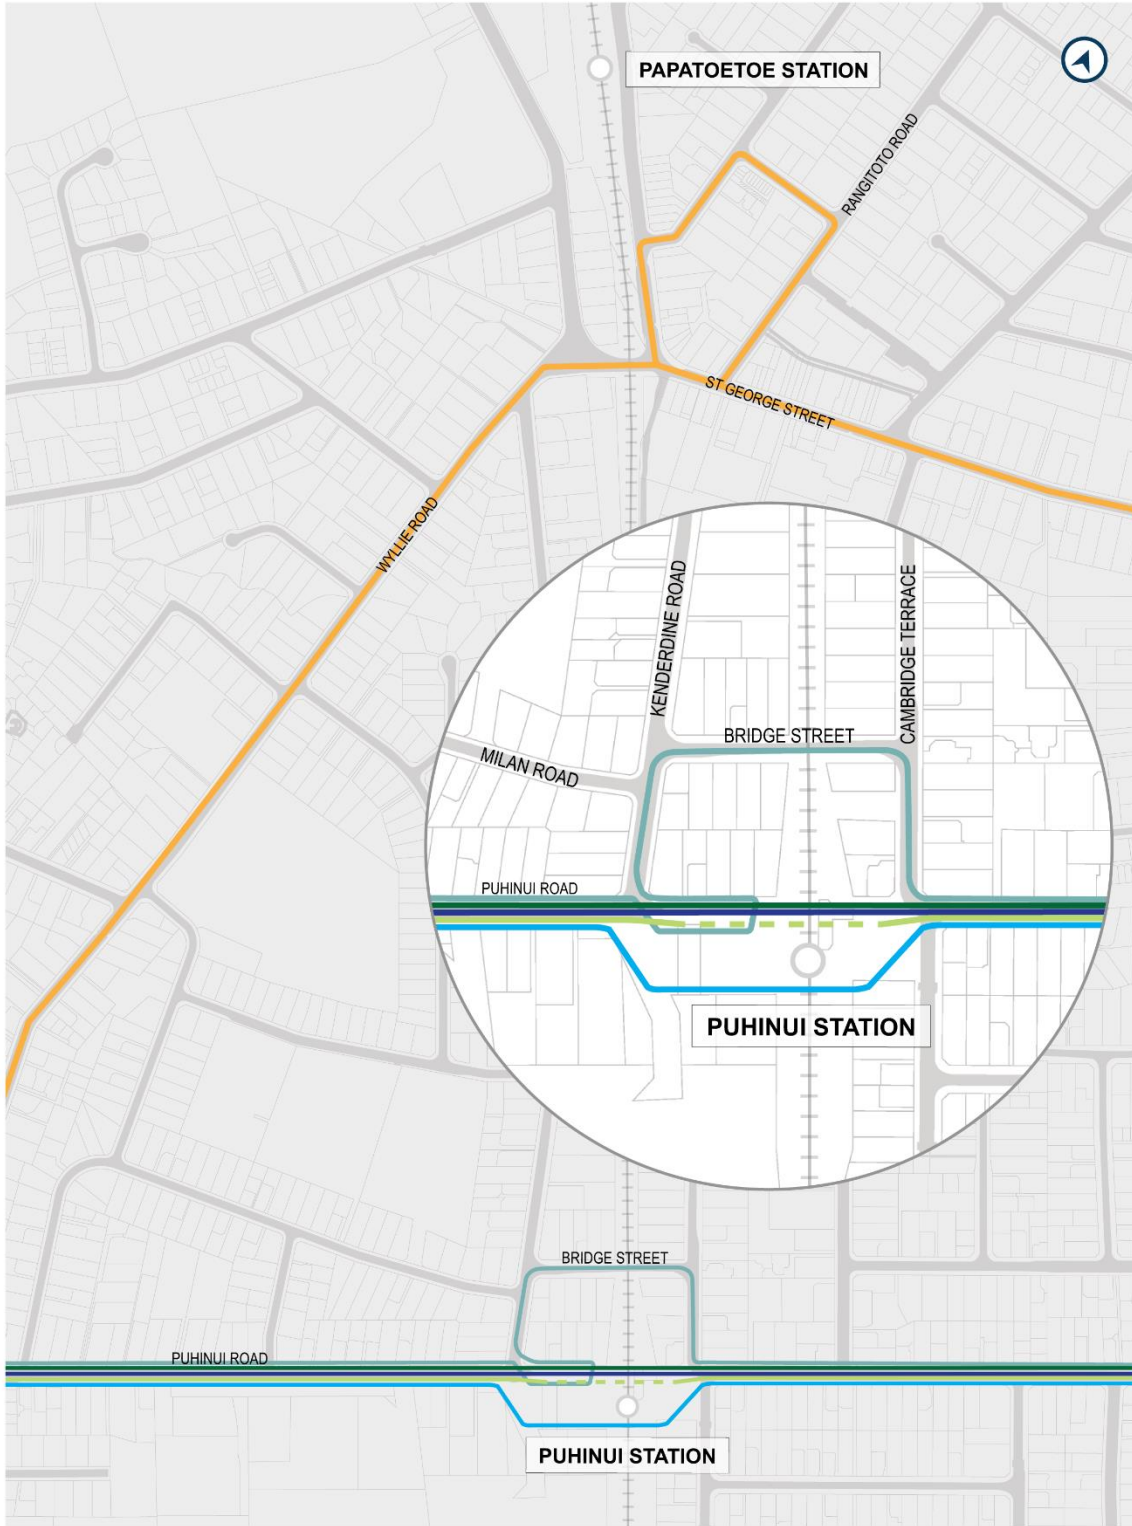 PAPATOETOE STATION
RANGITOTO ROAD
ST GEORGE STREET
WYLLIE ROAD
KENDERDINE ROAD
CAMBRIDGE TERRACE
BRIDGE STREET
MILAN ROAD
PUHINUI ROAD
PUHINUI STATION
BRIDGE STREET
PUHINUI ROAD
PUHINUI STATION